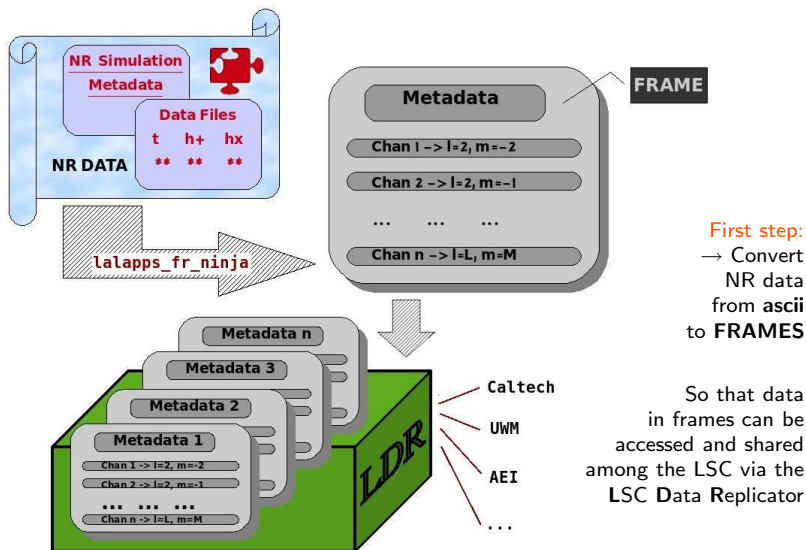 NR Simulation
Metadata
Data Files
t h+ hx
** ** **
NR DATA
lalapps_fr_ninja
FRAME
Metadata
Chan 1 -> l=2, m=-2
Chan 2 -> l=2, m=-1
... ... ...
Chan n -> l=L, m=M
First step:
→ Convert
NR data
from ascii
to FRAMES
So that data
in frames can be
accessed and shared
among the LSC via the
LSC Data Replicator
Metadata n
Metadata 3
Metadata 2
Metadata 1
Chan 1 -> l=2, m=-2
Chan 2 -> l=2, m=-1
... ... ...
Chan n -> l=L, m=M
LDR
Caltech
UWM
AEI
...